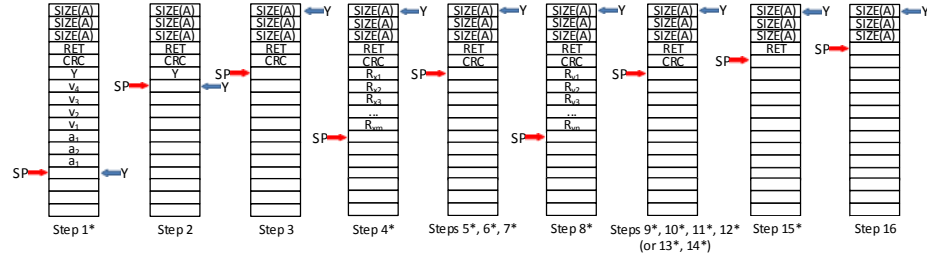 SIZE(A)
SIZE(A)
SIZE(A)
RET
CRC
Y
v4
v3
v2
v1
a1
a2
a1
SP
Y
Step 1*
SIZE(A)
SIZE(A)
SIZE(A)
RET
CRC
Y
SP
Y
Step 2
SIZE(A)
SIZE(A)
SIZE(A)
RET
CRC
Y
SP
Step 3
SIZE(A)
SIZE(A)
SIZE(A)
RET
CRC
Rx1
Rx2
Rx3
...
Rxm
Y
SP
Step 4*
SIZE(A)
SIZE(A)
SIZE(A)
RET
CRC
Y
SP
Steps 5*, 6*, 7*
SIZE(A)
SIZE(A)
SIZE(A)
RET
CRC
Ry1
Ry2
Ry3
...
Ryn
Y
SP
Step 8*
SIZE(A)
SIZE(A)
SIZE(A)
RET
CRC
Y
SP
Steps 9*, 10*, 11*, 12*
(or 13*, 14*)
SIZE(A)
SIZE(A)
SIZE(A)
RET
Y
SP
Step 15*
SIZE(A)
SIZE(A)
SIZE(A)
Y
SP
Step 16